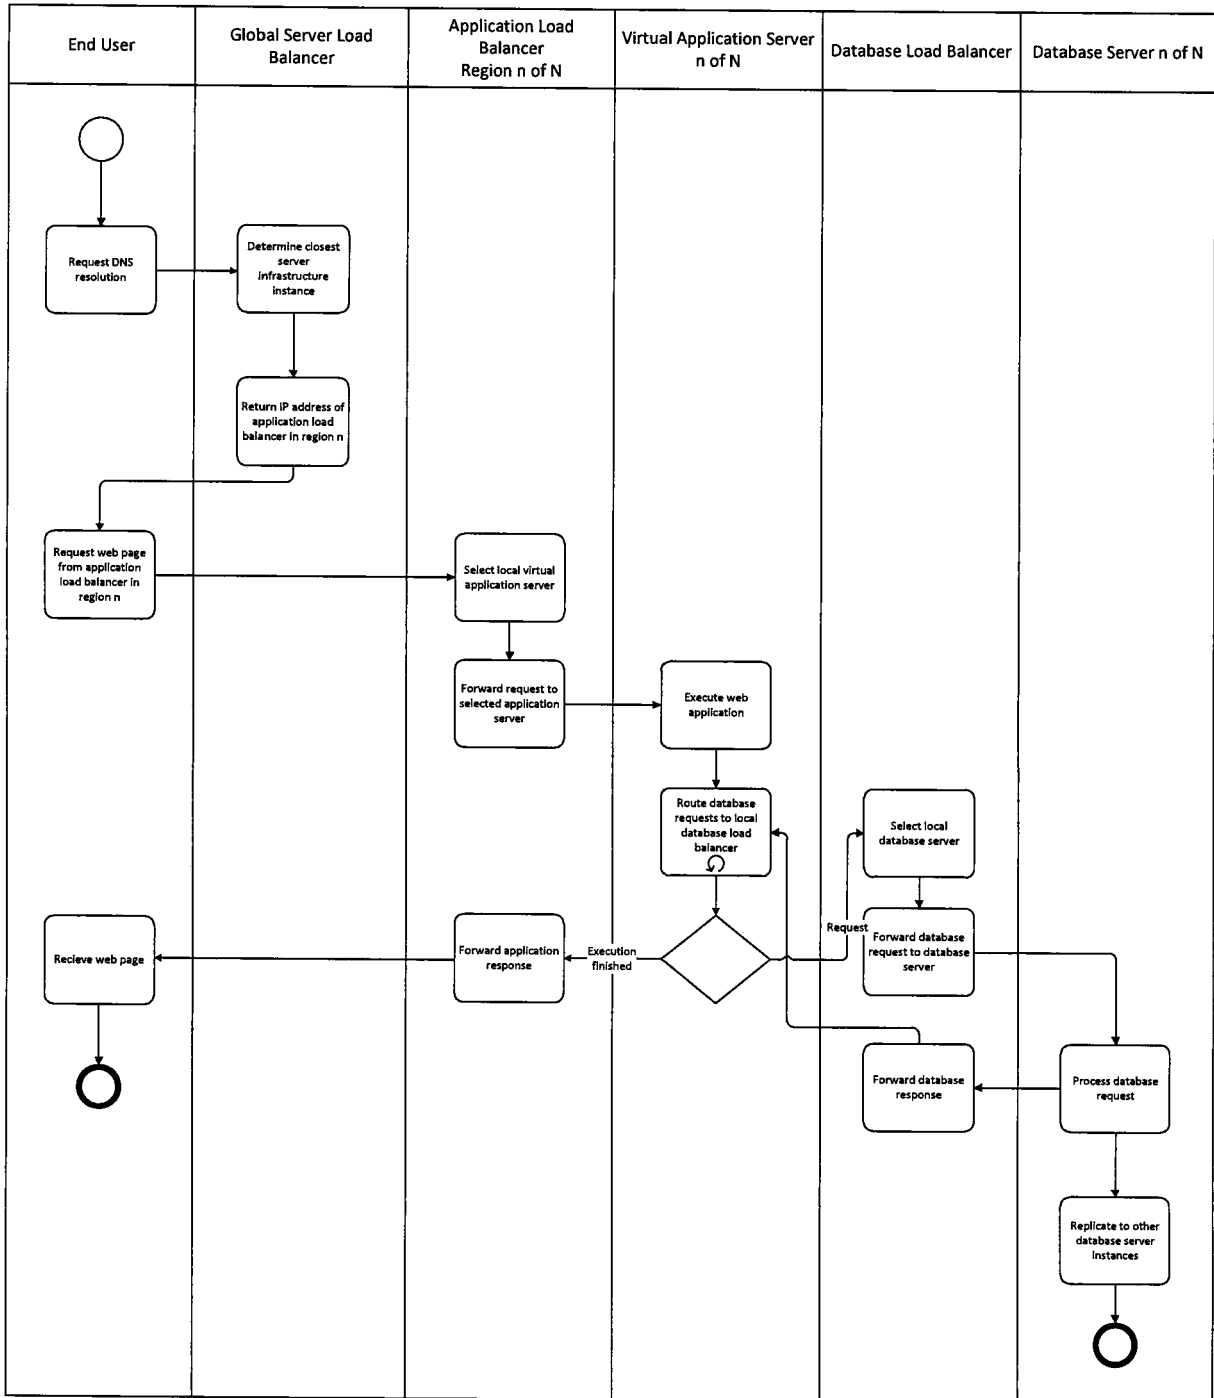 End User
Global Server Load
Balancer
Application Load
Balancer
Region n of N
Virtual Application Server
n of N
Database Load Balancer
Database Server n of N
Request DNS
resolution
Determine closest
server
infrastructure
instance
Return IP address of
application load
balancer in region n
Request web page
from application
load balancer in
region n
Select local virtual
application server
Forward request to
selected application
server
Execute web
application
Route database
requests to local
database load
balancer
Select local
database server
Request
Forward database
request to database
server
Execution
finished
Forward application
response
Recieve web page
Process database
request
Forward database
response
Replicate to other
database server
instances